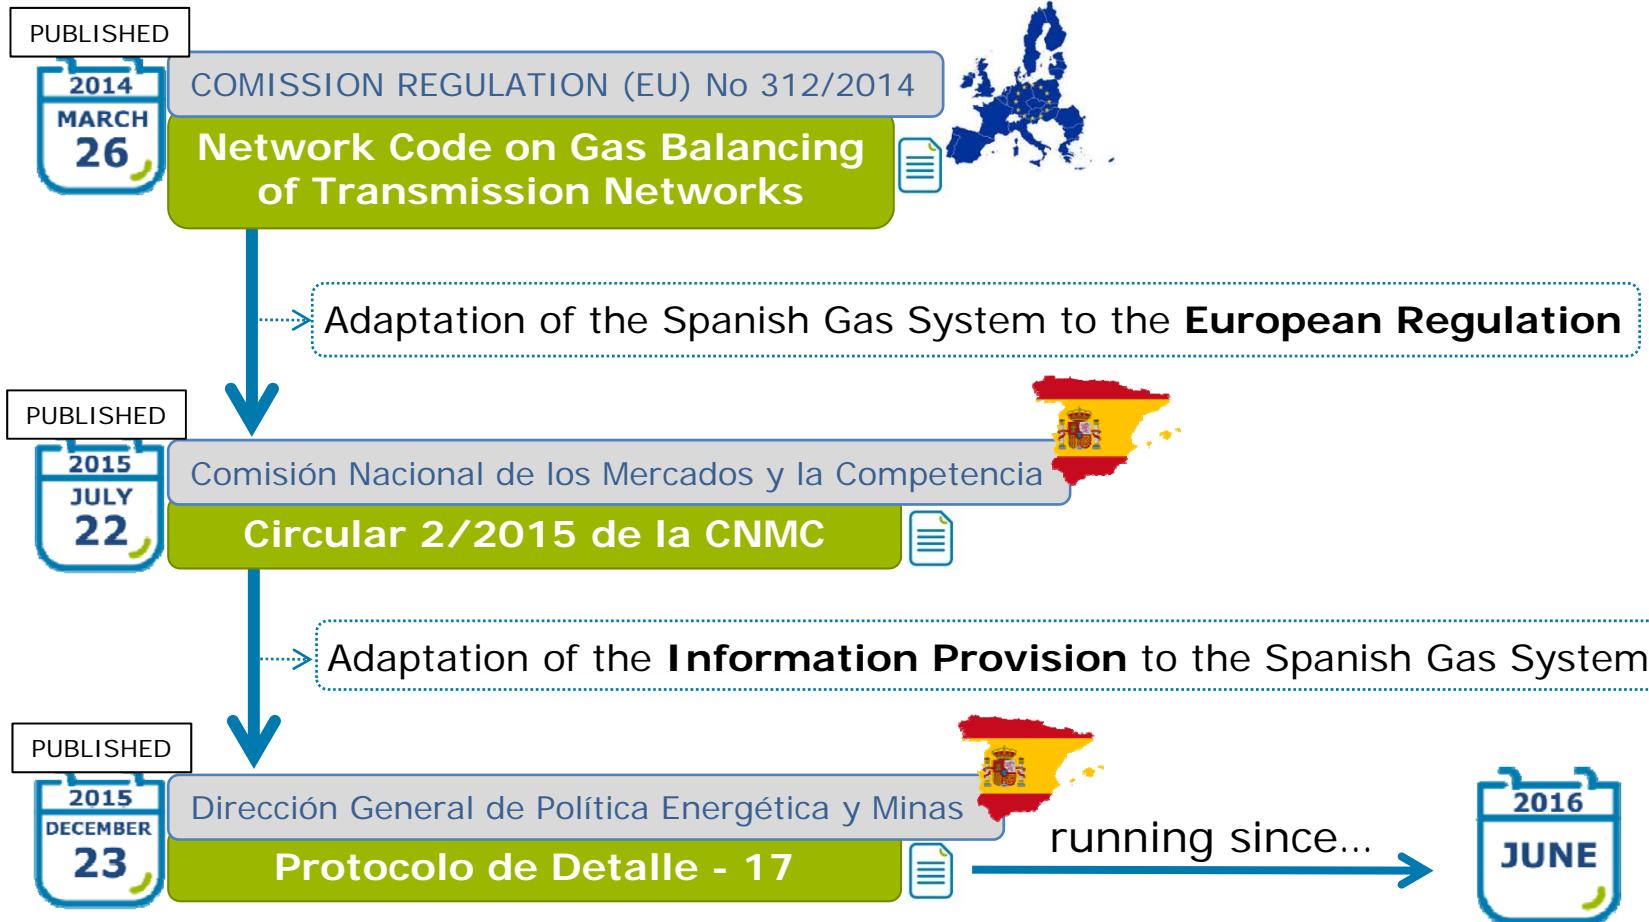 PUBLISHED
2014
MARCH
26
COMISSION REGULATION (EU) No 312/2014
Network Code on Gas Balancing
of Transmission Networks
Adaptation of the Spanish Gas System to the European Regulation
PUBLISHED
2015
JULY
22
Comisión Nacional de los Mercados y la Competencia
Circular 2/2015 de la CNMC
Adaptation of the Information Provision to the Spanish Gas System
PUBLISHED
2015
DECEMBER
23
Dirección General de Política Energética y Minas
Protocolo de Detalle - 17
running since...
2016
JUNE